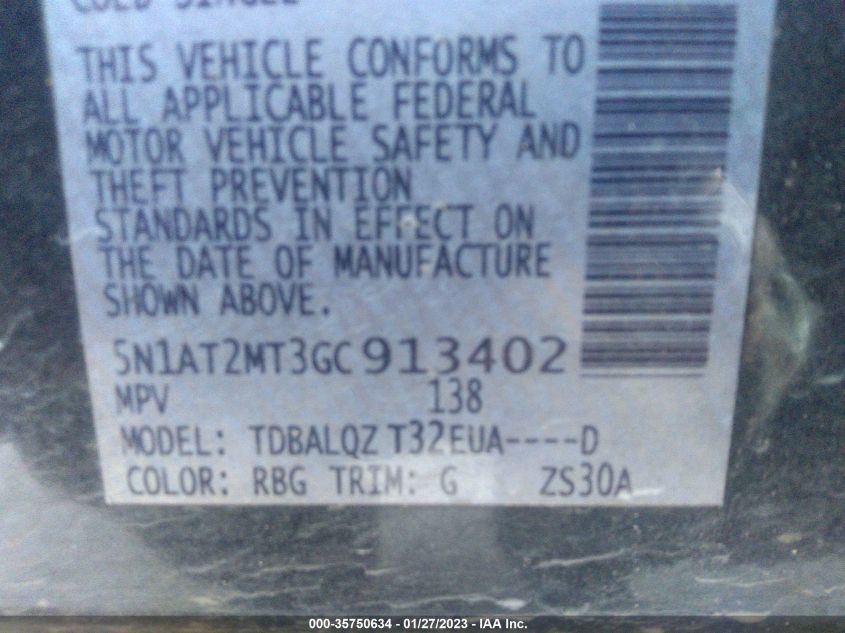 COLD SINGLE
THIS VEHICLE CONFORMS TO
ALL APPLICABLE FEDERAL
MOTOR VEHICLE SAFETY AND
THEFT PREVENTION
STANDARDS IN EFFECT ON
THE DATE OF MANUFACTURE
SHOWN ABOVE.
5N1AT2MT3GC913402
MPV 138
MODEL: TDBALQZ T32EUA----D
COLOR: RBG TRIM: G ZS30A
000-35750634 - 01/27/2023 - IAA Inc.